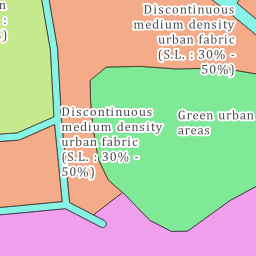 Discontinuous
medium density
urban fabric
(S.L. : 30% -
50%)
Discontinuous
medium density
urban fabric
(S.L. : 30% -
50%)
Green urban
areas